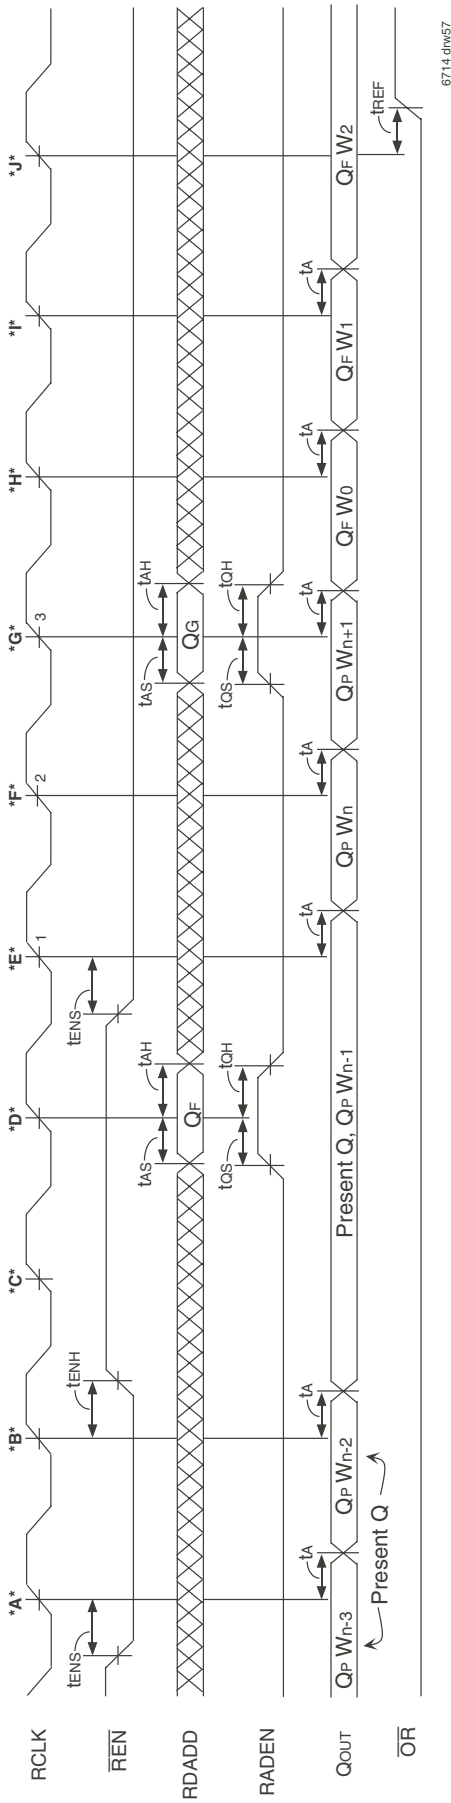 *A* *B* *C* *D* *E* *F* *G* *H* *I* *J*
RCLK 1 2 3
tENS tENH tENS
REN
tAS tAH tAS tAH
RDADD QF QG
tQS tQH tQS tQH
RADEN
tA tA tA tA tA tA tA tA
QOUT QP Wn-3 QP Wn-2 Present Q, QP Wn-1 QP Wn QP Wn+1 QF W0 QF W1 QF W2
Present Q
tREF
OR
6714 drw57